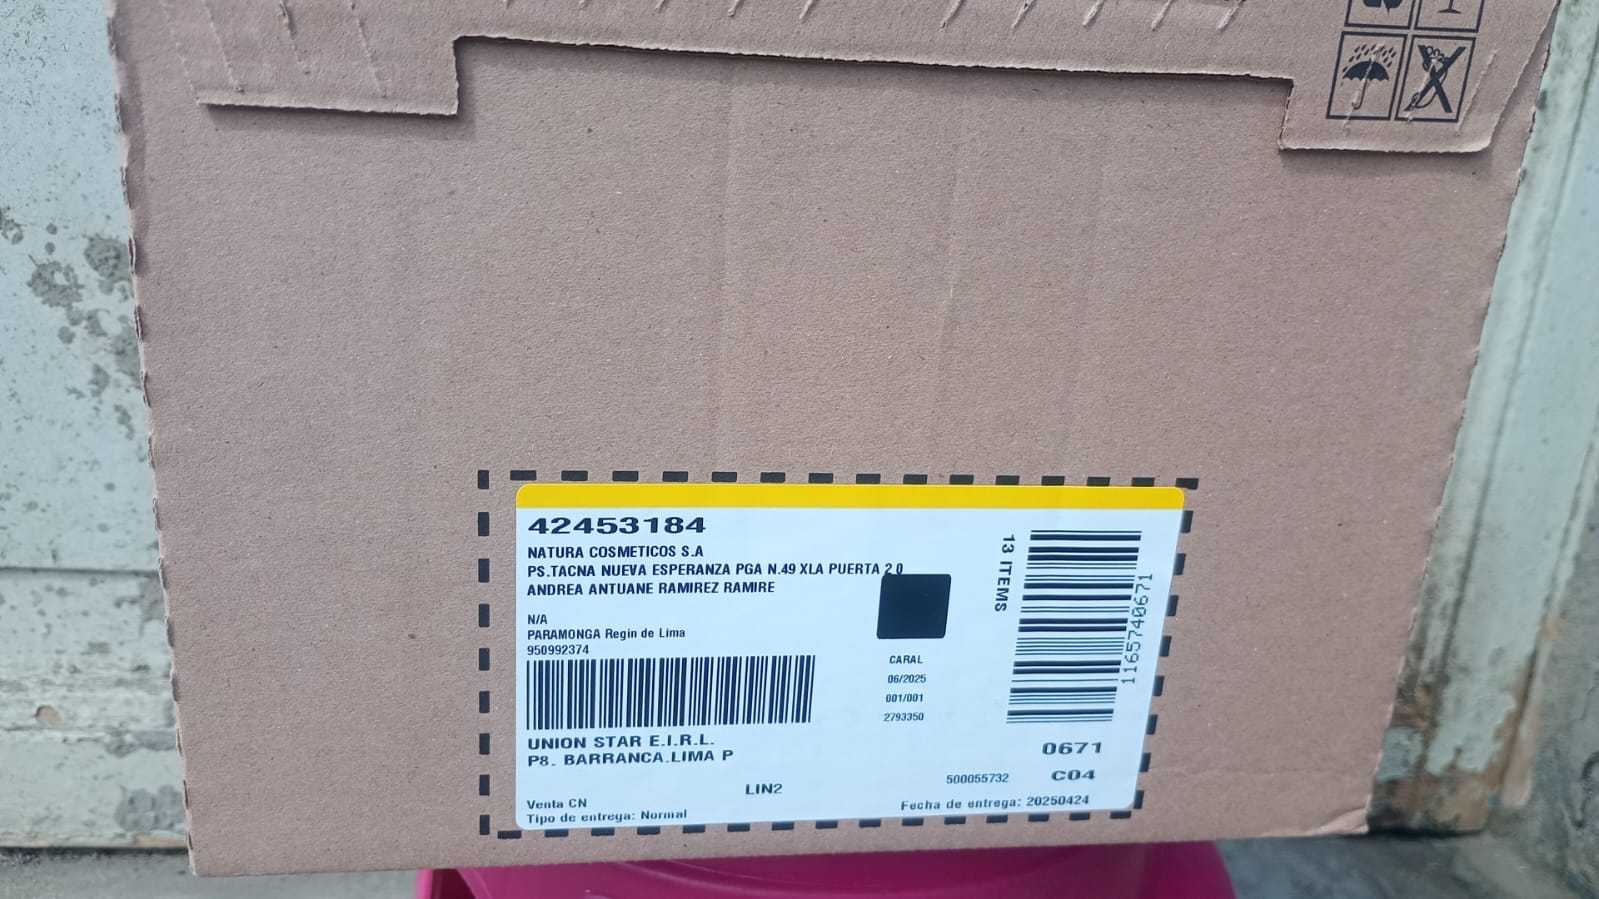 42453184
NATURA COSMETICOS S.A
PS.TACNA NUEVA ESPERANZA PGA N.49 XLA PUERTA 2 0
ANDREA ANTUANE RAMIREZ RAMIRE
N/A
PARAMONGA Regin de Lima
950992374
UNION STAR E.I.R.L.
P8. BARRANCA.LIMA P
LIN2
Venta CN
Tipo de entrega: Normal
CARAL
06/2025
001/001
2793350
13 ITEMS
1165740671
0671
500055732
C04
Fecha de entrega: 20250424